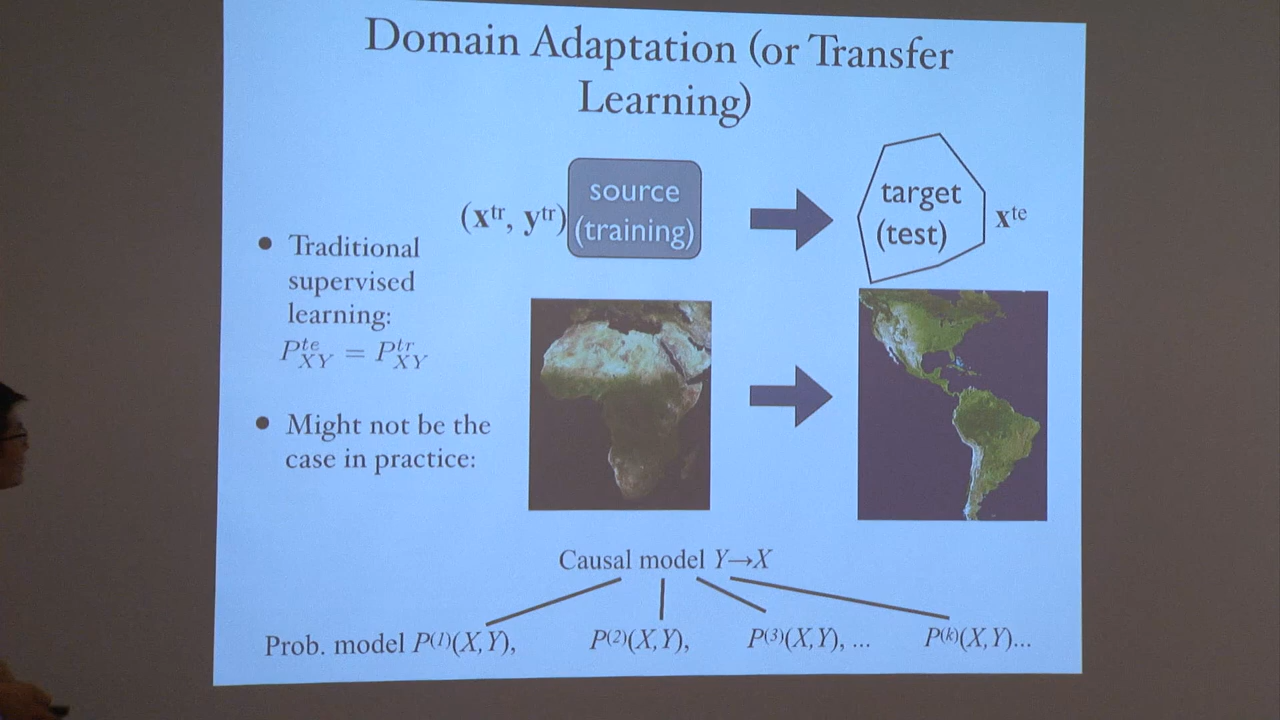 Domain Adaptation (or Transfer
Learning)
(x^tr, y^tr)
source
(training)
target
(test)
x^te
• Traditional
supervised
learning:
P^te_XY = P^tr_XY
• Might not be the
case in practice:
Causal model Y→X
Prob. model P^(1)(X,Y), P^(2)(X,Y), P^(3)(X,Y), ... P^(k)(X,Y)...